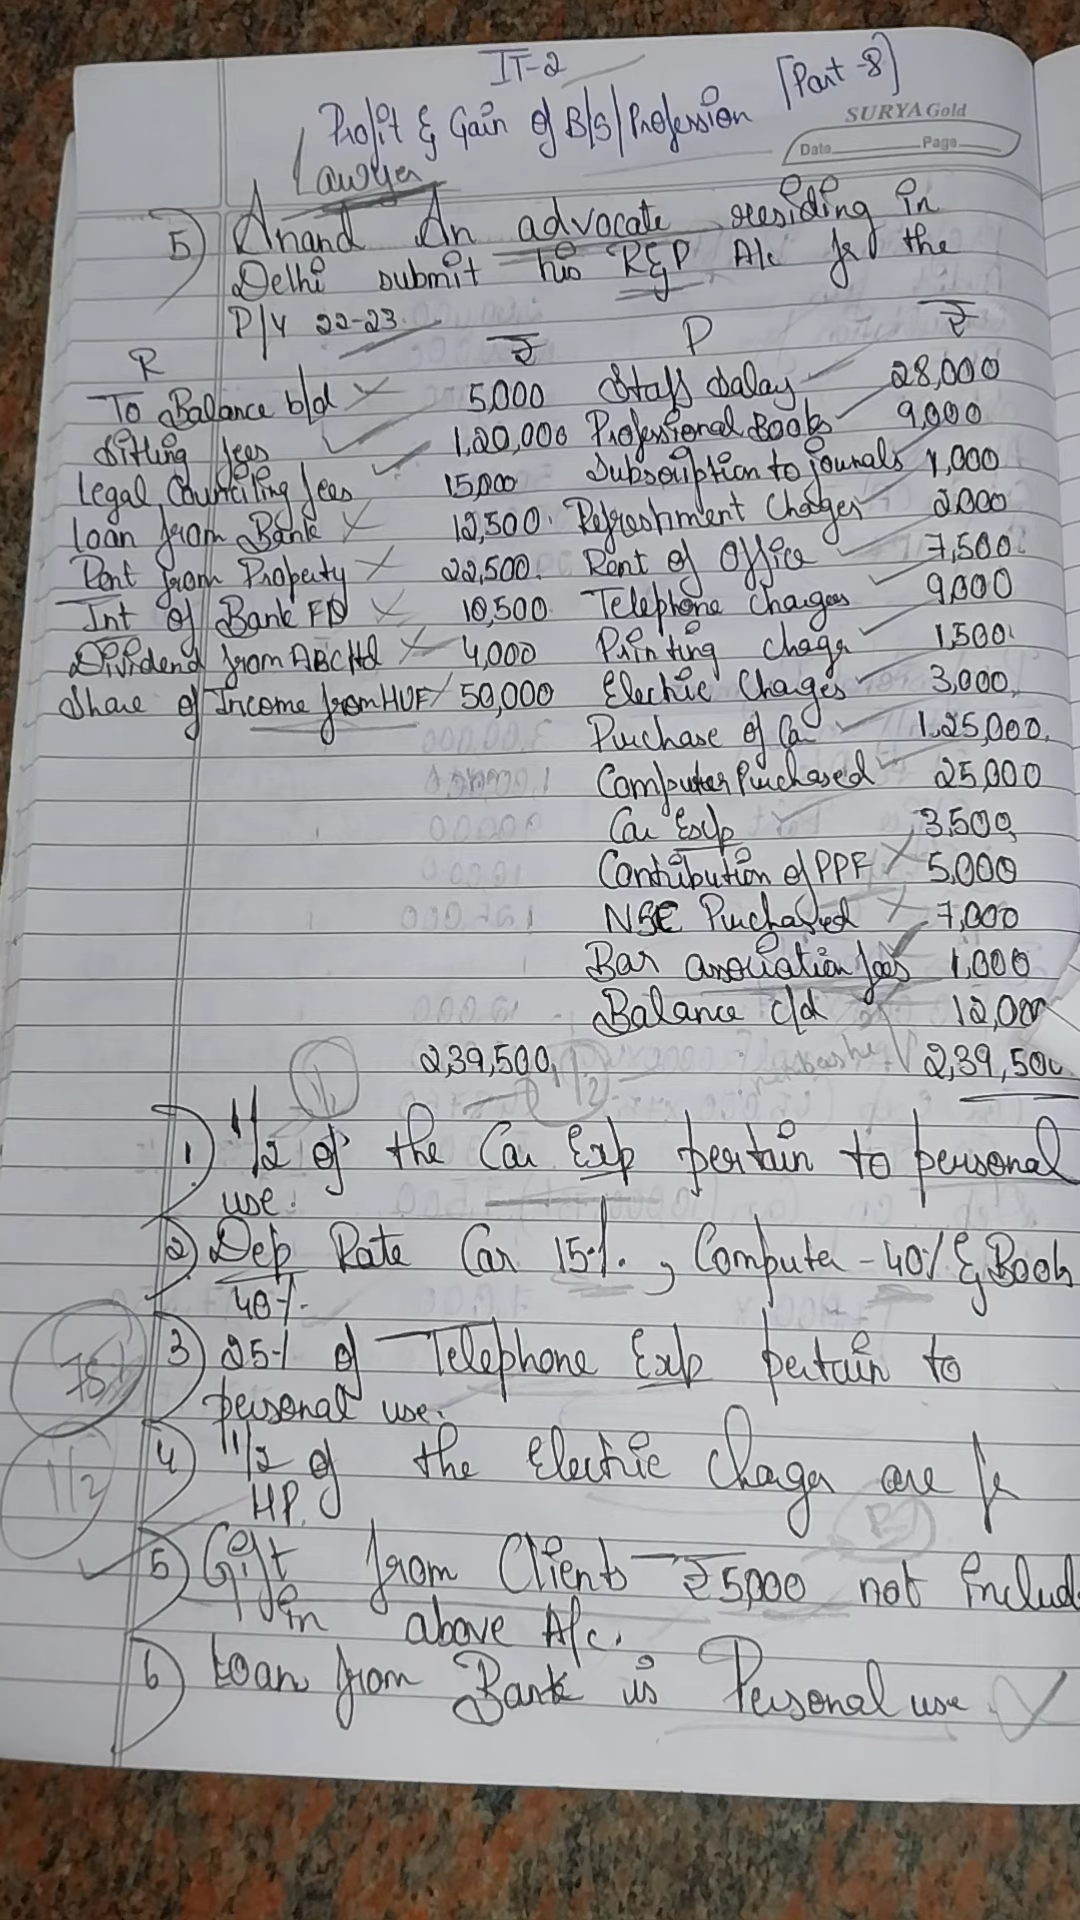 IT-2
Profit & Gain of B/S/Profession [Part-8]
SURYA Gold
Date Page
Lawyer
5) Anand An advocate residing in
Delhi submit his R&P A/c for the
P/Y 22-23
R ₹ P ₹
To Balance b/d 5,000 Staff Salay 28,000
Sitting fees 1,20,000 Professional Books 9,000
Legal Counciling fees 15,000 Subscription to jounals 1,000
Loan from Bank 12,500. Refreshment Charges 2,000
Rent from Property 22,500. Rent of Office 7,500
Int of Bank FD 10,500 Telephone Charges 9,000
Dividend from ABC ltd 4,000 Printing Charge 1,500
Share of Income from HUF 50,000 Electric Charges 3,000
Purchase of Car 1,25,000
Computer Purchased 25,000
Car Exp 3,500
Contribution of PPF 5,000
NSC Purchased 7,000
Bar association fees 1,000
Balance c/d 12,000
2,39,500 2,39,500
1) 1/2 of the Car Exp pertain to personal
use.
2) Dep Rate Car 15%, Computer - 40% & Book
40%.
75% 3) 25% of Telephone Exp pertain to
personal use.
1/2 4) 1/2 of the Electric Charges are for
HP.
5) Gift from Clients ₹5,000 not includ
in above A/c.
6) Loan from Bank is Personal use